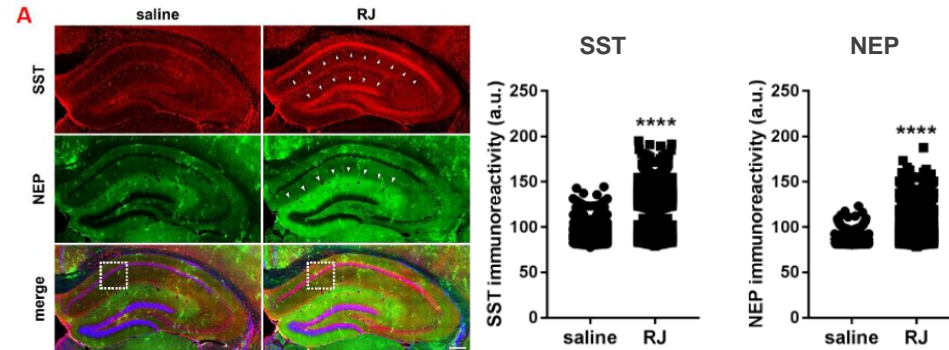 A
saline
RJ
SST
NEP
merge
SST
SST immunoreactivity (a.u.)
250
200
150
100
50
0
****
saline
RJ
NEP
NEP immunoreactivity (a.u.)
250
200
150
100
50
0
****
saline
RJ